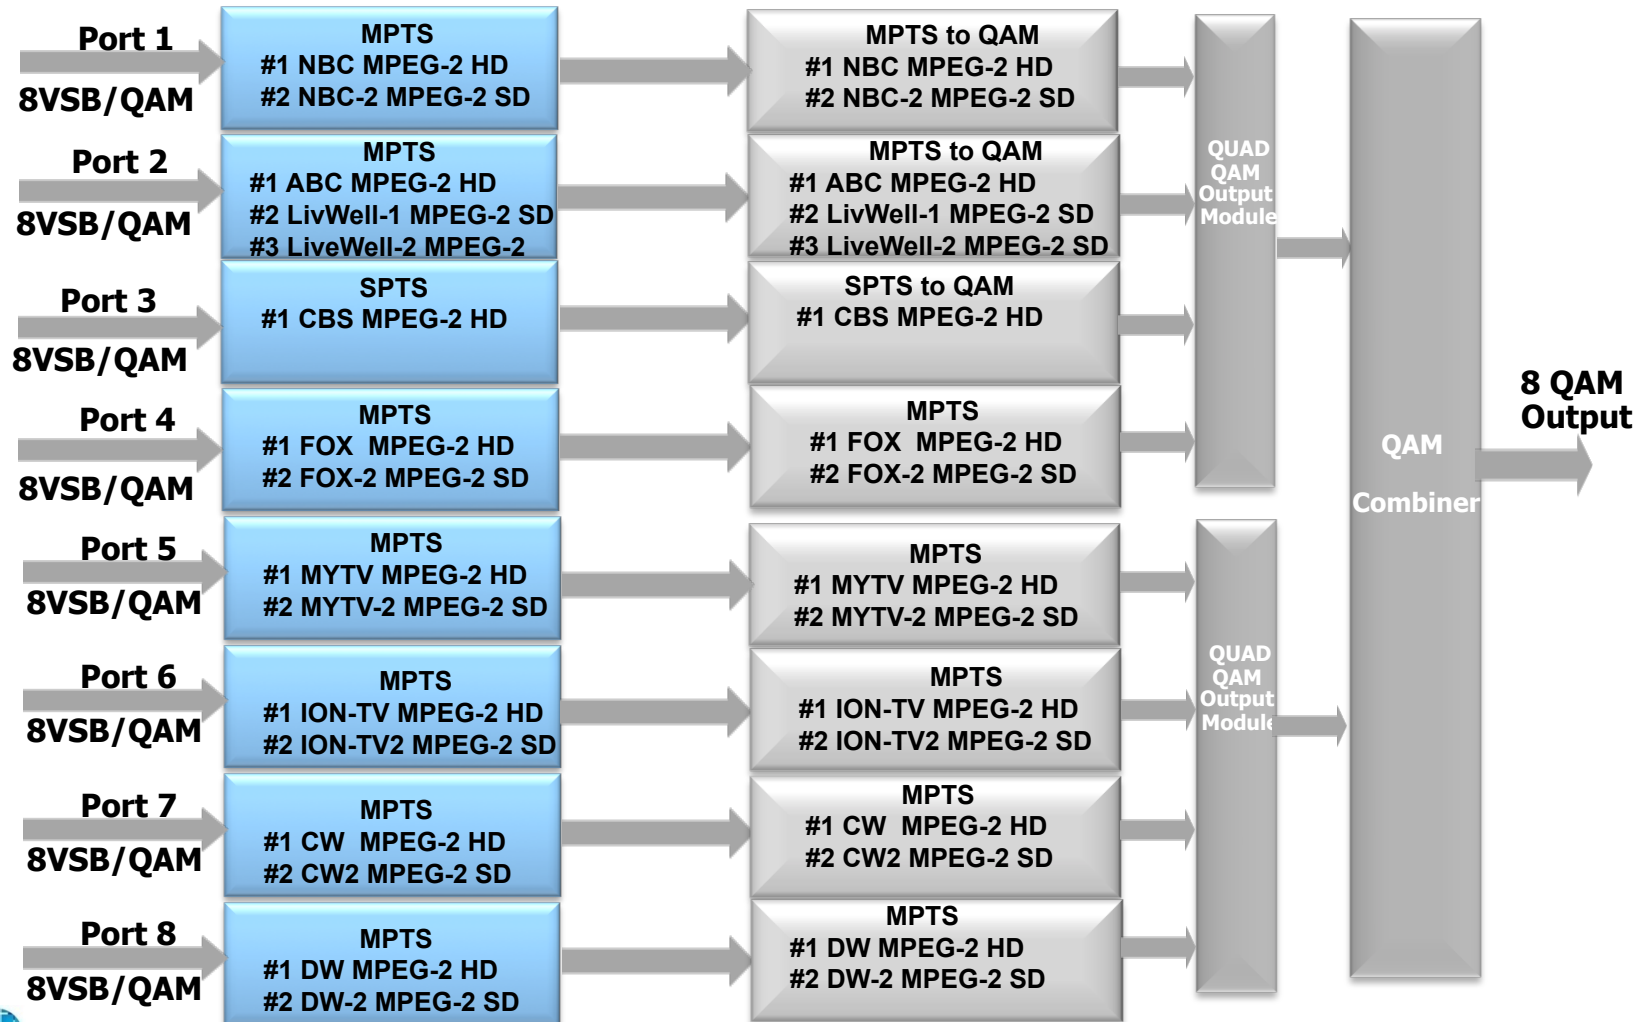 Port 1
8VSB/QAM
MPTS
#1 NBC MPEG-2 HD
#2 NBC-2 MPEG-2 SD
MPTS to QAM
#1 NBC MPEG-2 HD
#2 NBC-2 MPEG-2 SD
Port 2
8VSB/QAM
MPTS
#1 ABC MPEG-2 HD
#2 LivWell-1 MPEG-2 SD
#3 LiveWell-2 MPEG-2
MPTS to QAM
#1 ABC MPEG-2 HD
#2 LivWell-1 MPEG-2 SD
#3 LiveWell-2 MPEG-2 SD
Port 3
8VSB/QAM
SPTS
#1 CBS MPEG-2 HD
SPTS to QAM
#1 CBS MPEG-2 HD
Port 4
8VSB/QAM
MPTS
#1 FOX  MPEG-2 HD
#2 FOX-2 MPEG-2 SD
MPTS
#1 FOX  MPEG-2 HD
#2 FOX-2 MPEG-2 SD
QUAD
QAM
Output
Module
Port 5
8VSB/QAM
MPTS
#1 MYTV MPEG-2 HD
#2 MYTV-2 MPEG-2 SD
MPTS
#1 MYTV MPEG-2 HD
#2 MYTV-2 MPEG-2 SD
Port 6
8VSB/QAM
MPTS
#1 ION-TV MPEG-2 HD
#2 ION-TV2 MPEG-2 SD
MPTS
#1 ION-TV MPEG-2 HD
#2 ION-TV2 MPEG-2 SD
Port 7
8VSB/QAM
MPTS
#1 CW  MPEG-2 HD
#2 CW2 MPEG-2 SD
MPTS
#1 CW  MPEG-2 HD
#2 CW2 MPEG-2 SD
Port 8
8VSB/QAM
MPTS
#1 DW MPEG-2 HD
#2 DW-2 MPEG-2 SD
MPTS
#1 DW MPEG-2 HD
#2 DW-2 MPEG-2 SD
QUAD
QAM
Output
Module
QAM
Combiner
8 QAM
Output